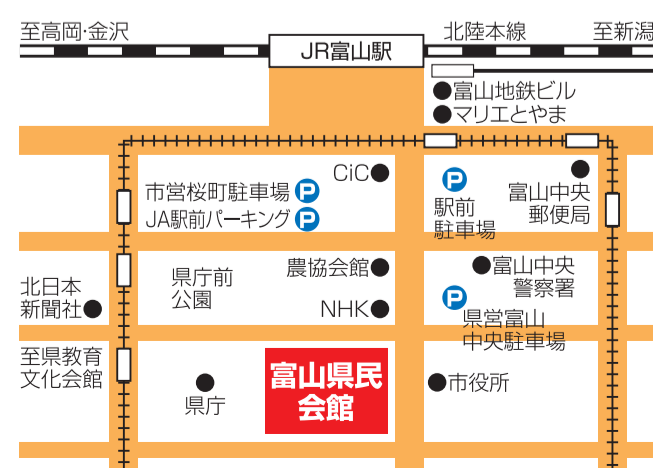 至高岡･金沢
北陸本線
至新潟
JR富山駅
富山地鉄ビル
マリエとやま
CiC
市営桜町駐車場 P
JA駅前パーキング P
P
駅前
駐車場
富山中央
郵便局
北日本
新聞社
県庁前
公園
農協会館
NHK
富山中央
警察署
P
県営富山
中央駐車場
至県教育
文化会館
県庁
富山県民
会館
市役所